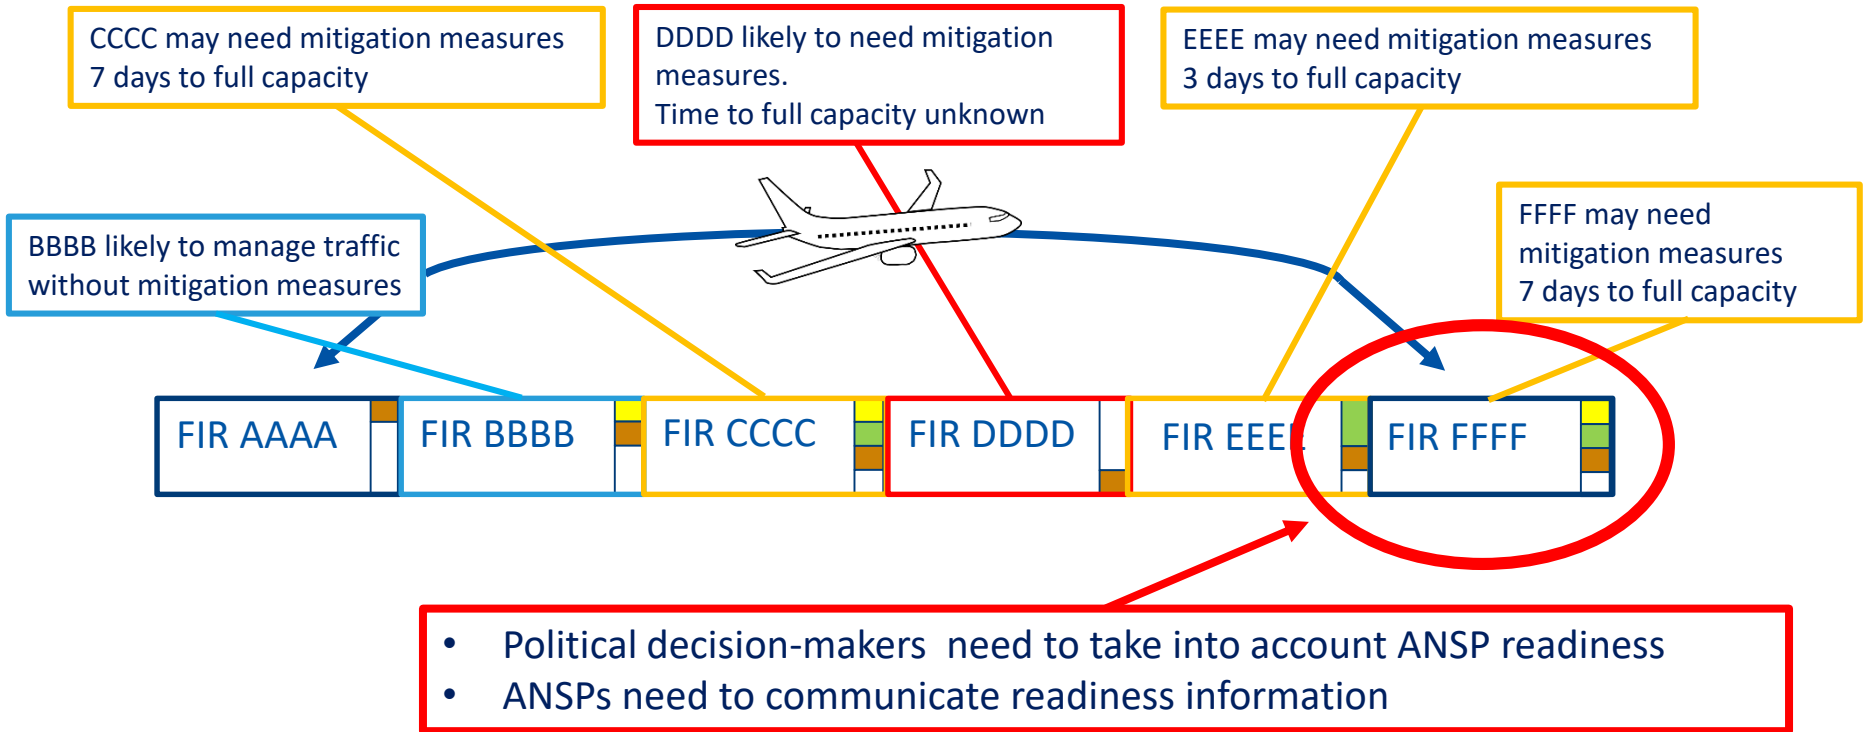 CCCC may need mitigation measures
7 days to full capacity
DDDD likely to need mitigation
measures.
Time to full capacity unknown
EEEE may need mitigation measures
3 days to full capacity
BBBB likely to manage traffic
without mitigation measures
FFFF may need
mitigation measures
7 days to full capacity
FIR AAAA
FIR BBBB
FIR CCCC
FIR DDDD
FIR EEEE
FIR FFFF
• Political decision-makers need to take into account ANSP readiness
• ANSPs need to communicate readiness information